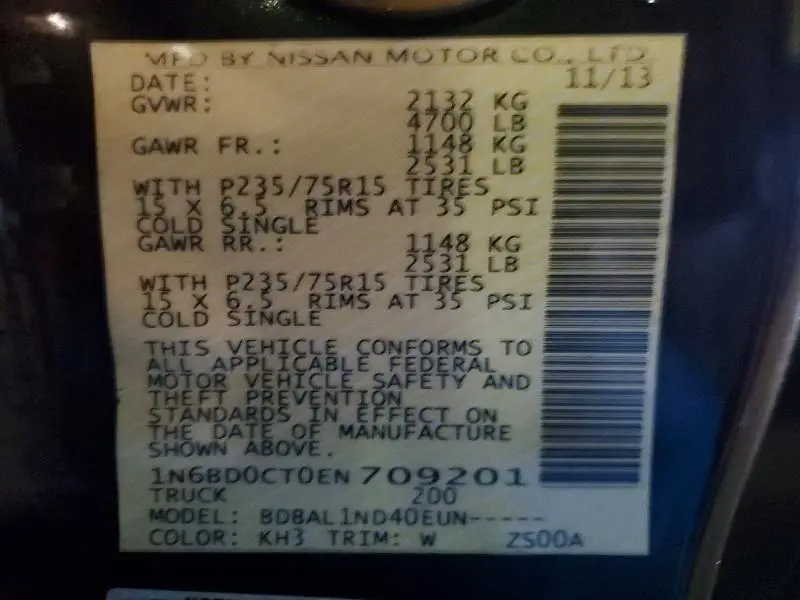 MFD BY NISSAN MOTOR CO., LTD
DATE: 11/13
GVWR: 2132 KG
4700 LB
GAWR FR.: 1148 KG
2531 LB
WITH P235/75R15 TIRES
15 X 6.5 RIMS AT 35 PSI
COLD SINGLE
GAWR RR.: 1148 KG
2531 LB
WITH P235/75R15 TIRES
15 X 6.5 RIMS AT 35 PSI
COLD SINGLE
THIS VEHICLE CONFORMS TO
ALL APPLICABLE FEDERAL
MOTOR VEHICLE SAFETY AND
THEFT PREVENTION
STANDARDS IN EFFECT ON
THE DATE OF MANUFACTURE
SHOWN ABOVE.
1N6BD0CT0EN709201
TRUCK 200
MODEL: BDBAL1ND40EUN-----
COLOR: KH3 TRIM: W ZS00A